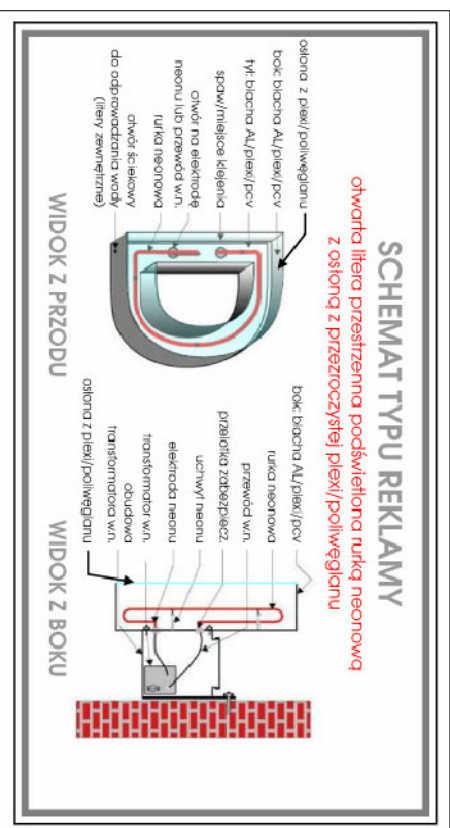 SCHEMAT TYPU REKLAMY
otwarta litera przestrzenna podświetlona rurką neonową
z osłoną z przezroczystej plexi/poliwęglanu
osłona z plexi/poliwęglanu
bok: blacha AL/plexi/pcv
tył: blacha AL/plexi/pcv
spaw/miejsce klejenia
otwór na elektrodę
neonu lub przewód w.n.
rurka neonowa
otwór ściekowy
do odprowadzania wody
(litery zewnętrzne)
WIDOK Z PRZODU
bok: blacha AL/plexi/pcv
rurka neonowa
przewód w.n.
przelotka zabezpiecz.
uchwyt neonu
elektroda neonu
transformator w.n.
obudowa
transformatora w.n.
osłona z plexi/poliwęglanu
WIDOK Z BOKU